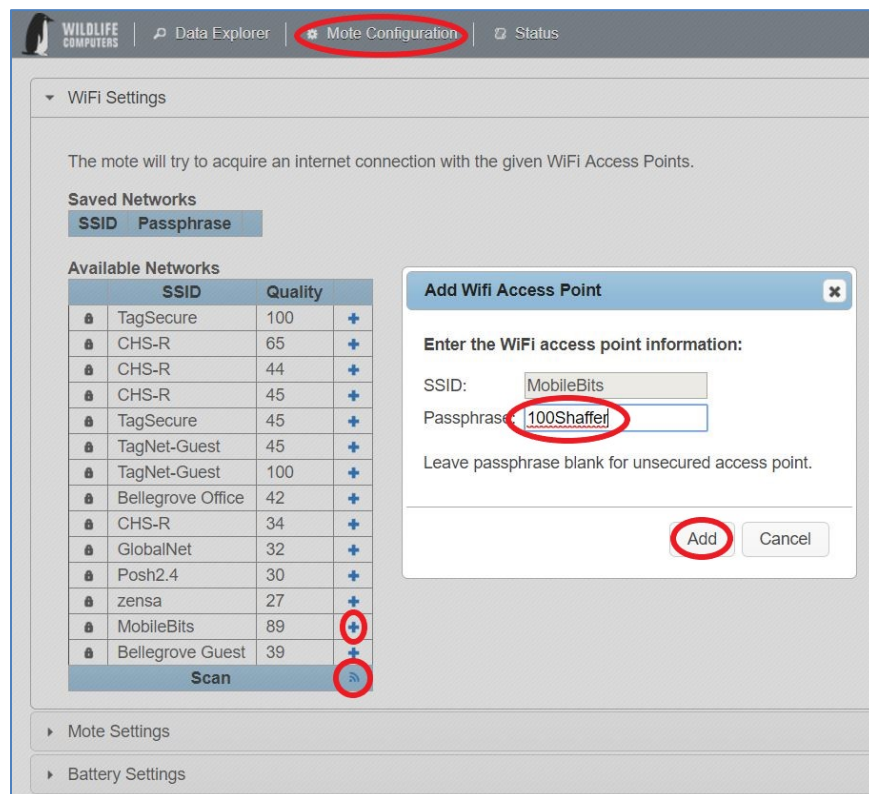 WILDLIFE COMPUTERS Data Explorer Mote Configuration Status
WiFi Settings
The mote will try to acquire an internet connection with the given WiFi Access Points.
Saved Networks
SSID Passphrase
Available Networks
SSID Quality
TagSecure 100
CHS-R 65
CHS-R 44
CHS-R 45
TagSecure 45
TagNet-Guest 45
TagNet-Guest 100
Bellegrove Office 42
CHS-R 34
GlobalNet 32
Posh2.4 30
zensa 27
MobileBits 89
Bellegrove Guest 39
Scan
Add Wifi Access Point
Enter the WiFi access point information:
SSID: MobileBits
Passphrase: 100Shaffer
Leave passphrase blank for unsecured access point.
Add Cancel
Mote Settings
Battery Settings